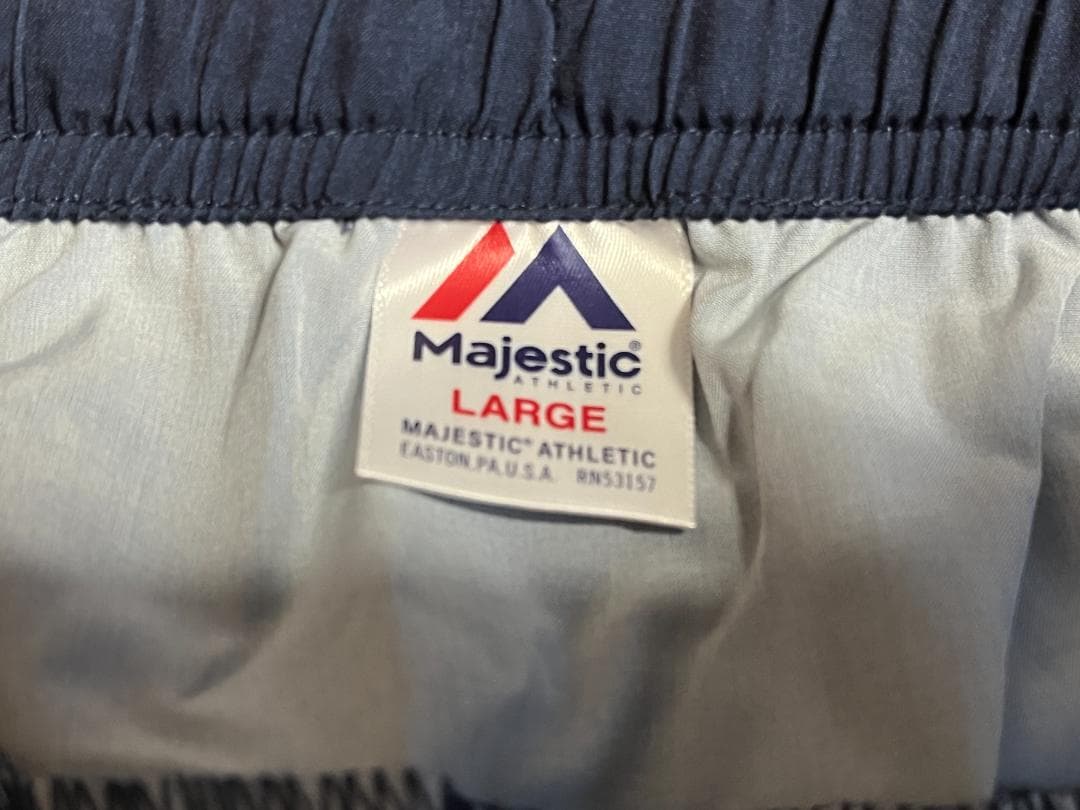 Majestic®
ATHLETIC
LARGE
MAJESTIC® ATHLETIC
EASTON, PA. U.S.A. RN53157